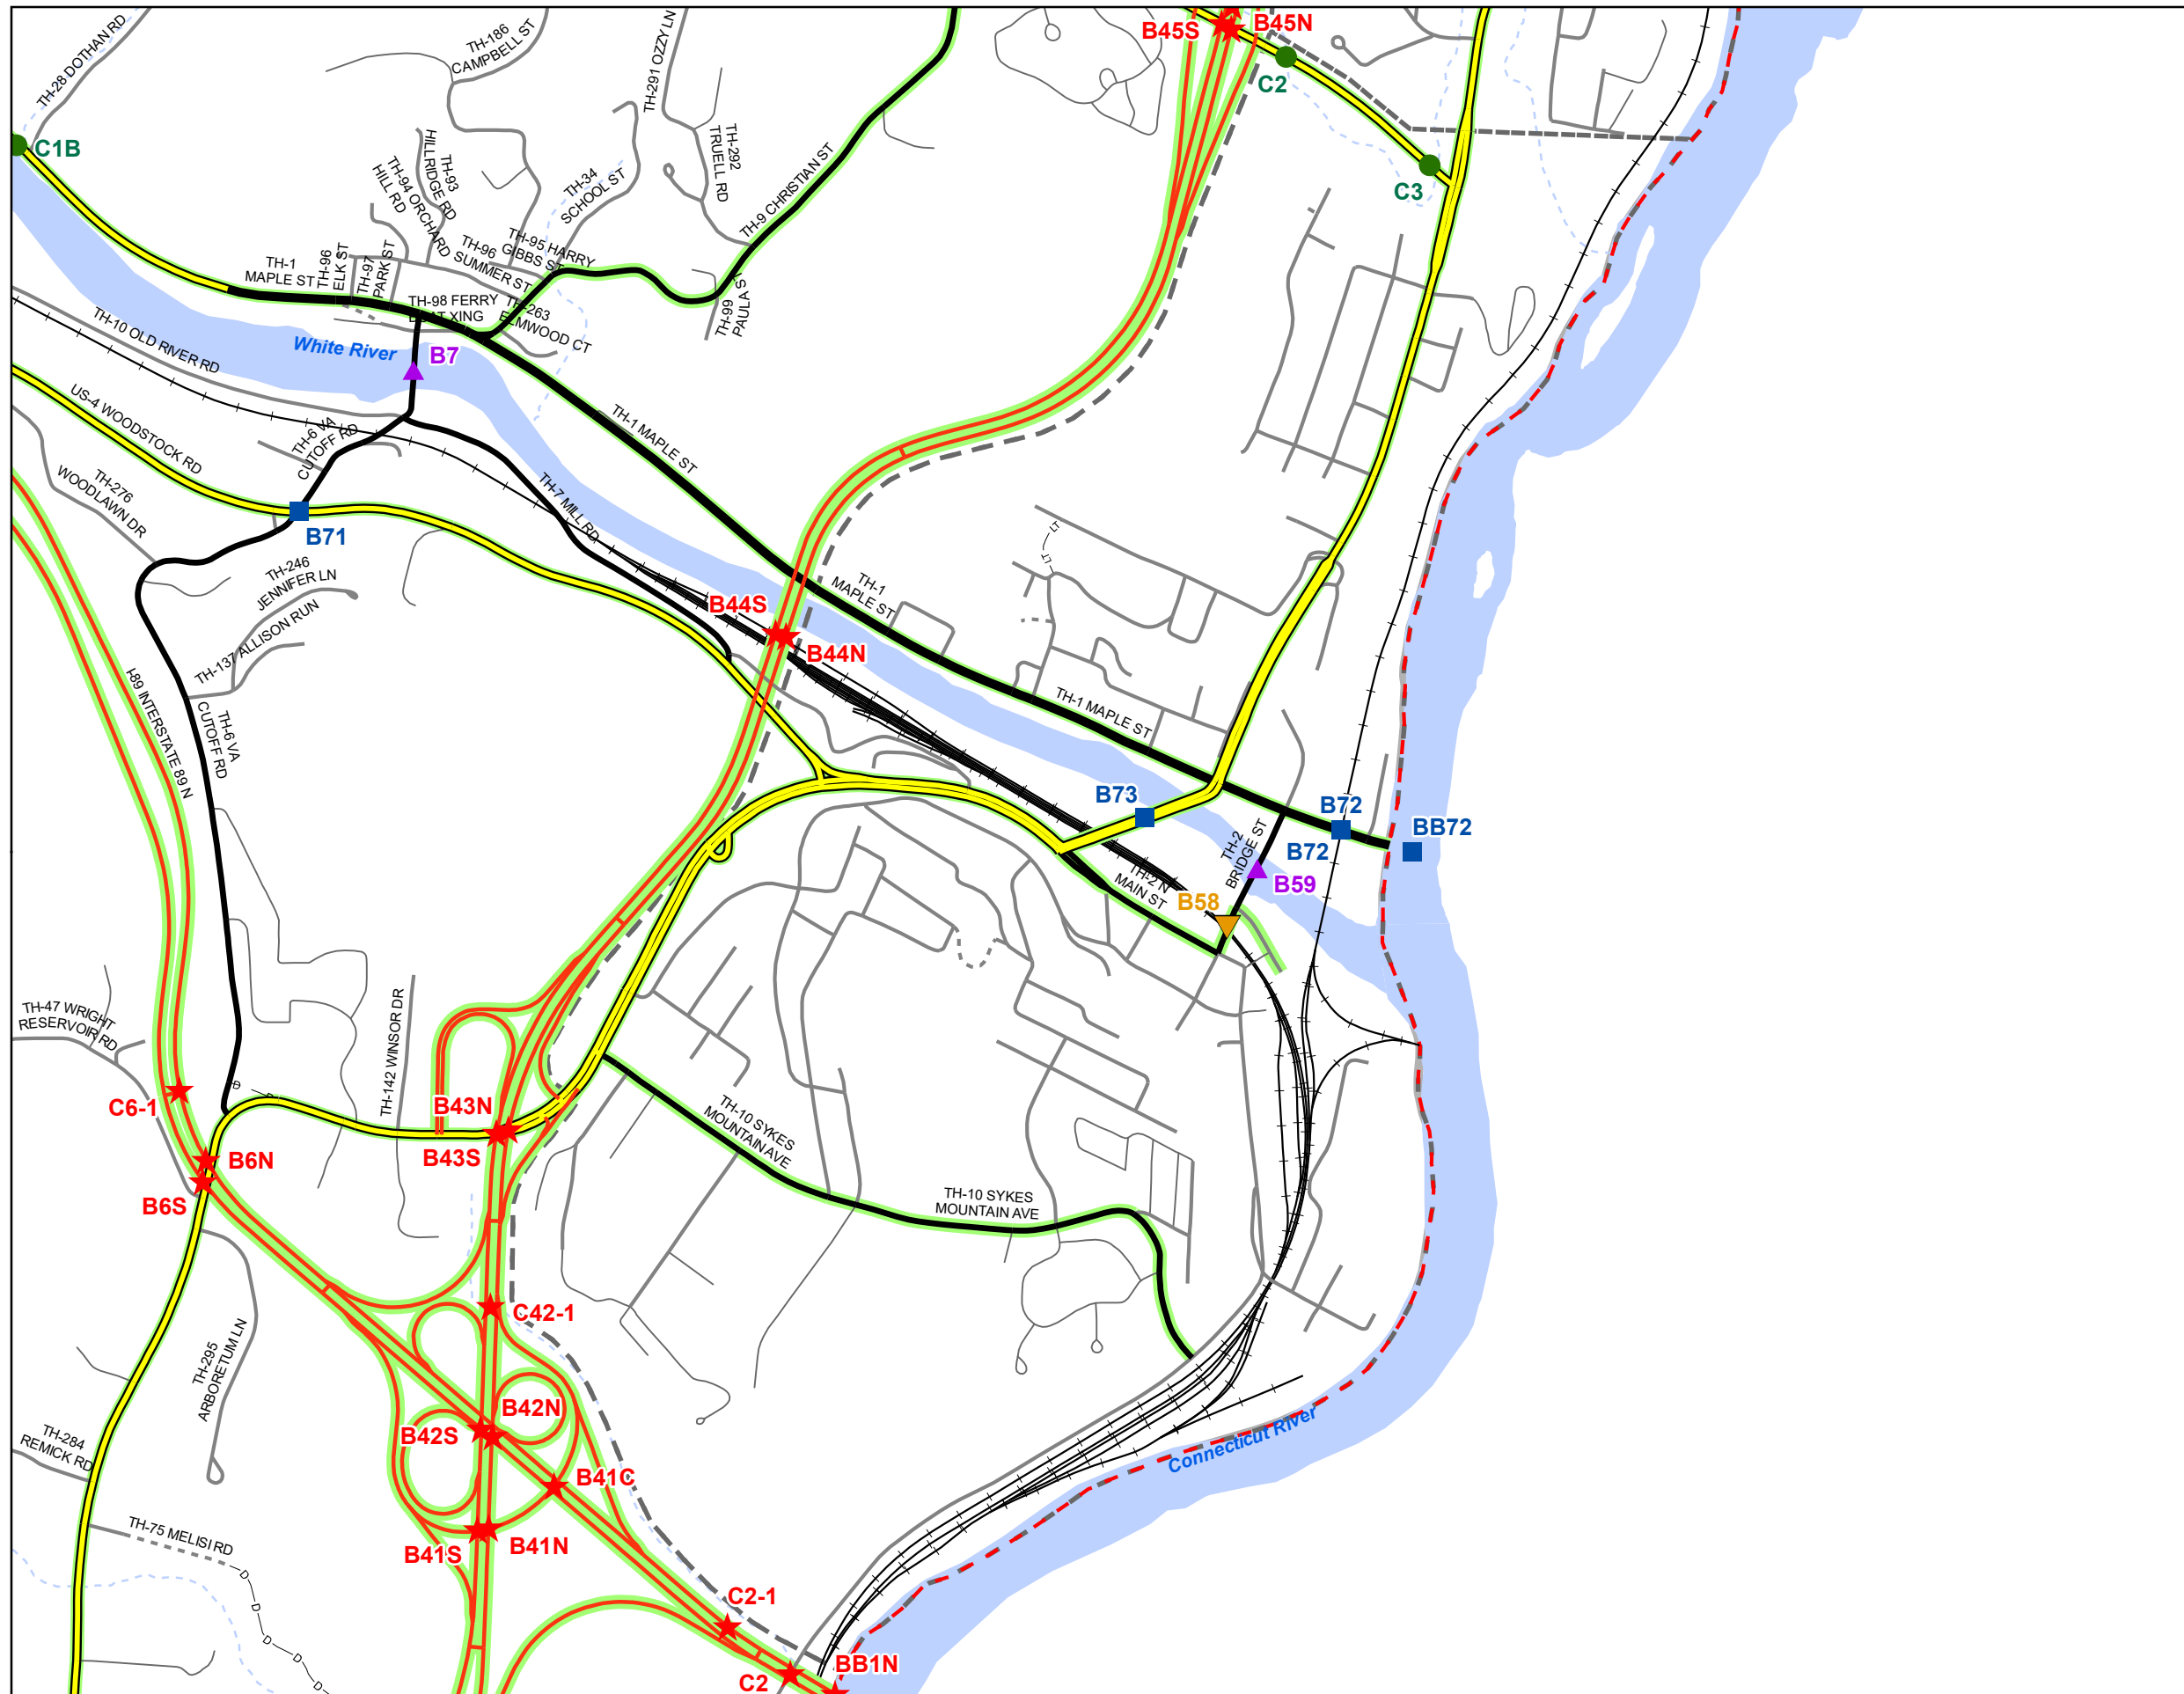 B45S
B45N
TH-28 DOTHAN RD
TH-186
CAMPBELL ST
TH-291 OZZY LN
C2
C1B
TH-292
TRUELL RD
TH-93
HILLRIDGE RD
TH-94 ORCHARD
HILL RD
TH-34
SCHOOL ST
TH-9 CHRISTIAN ST
C3
TH-95 HARRY
GIBBS ST
TH-96
SUMMER ST
TH-1
MAPLE ST
TH-96
ELK ST
TH-97
PARK ST
TH-98 FERRY
BOAT XING
TH-263
ELMWOOD CT
TH-99
PAULA ST
TH-10 OLD RIVER RD
White River
B7
US-4 WOODSTOCK RD
TH-6 VA
CUTOFF RD
TH-1 MAPLE ST
TH-276
WOODLAWN DR
TH-7 MILL RD
B71
LT
LT
TH-246
JENNIFER LN
TH-137 ALLISON RUN
TH-1
MAPLE ST
B44S
B44N
I-89 INTERSTATE 89 N
TH-6 VA
CUTOFF RD
TH-1 MAPLE ST
B73
B72
BB72
B72
TH-2
BRIDGE ST
B59
TH-2 N
MAIN ST
B58
TH-47 WRIGHT
RESERVOIR RD
TH-142 WINSOR DR
D
D
C6-1
B43N
B43S
TH-10 SYKES
MOUNTAIN AVE
B6N
B6S
TH-10 SYKES
MOUNTAIN AVE
C42-1
TH-295
ARBORETUM LN
B42N
B42S
TH-284
REMICK RD
Connecticut River
B41C
TH-75 MELISI RD
B41S
B41N
D
D
D
D
D
C2-1
BB1N
C2